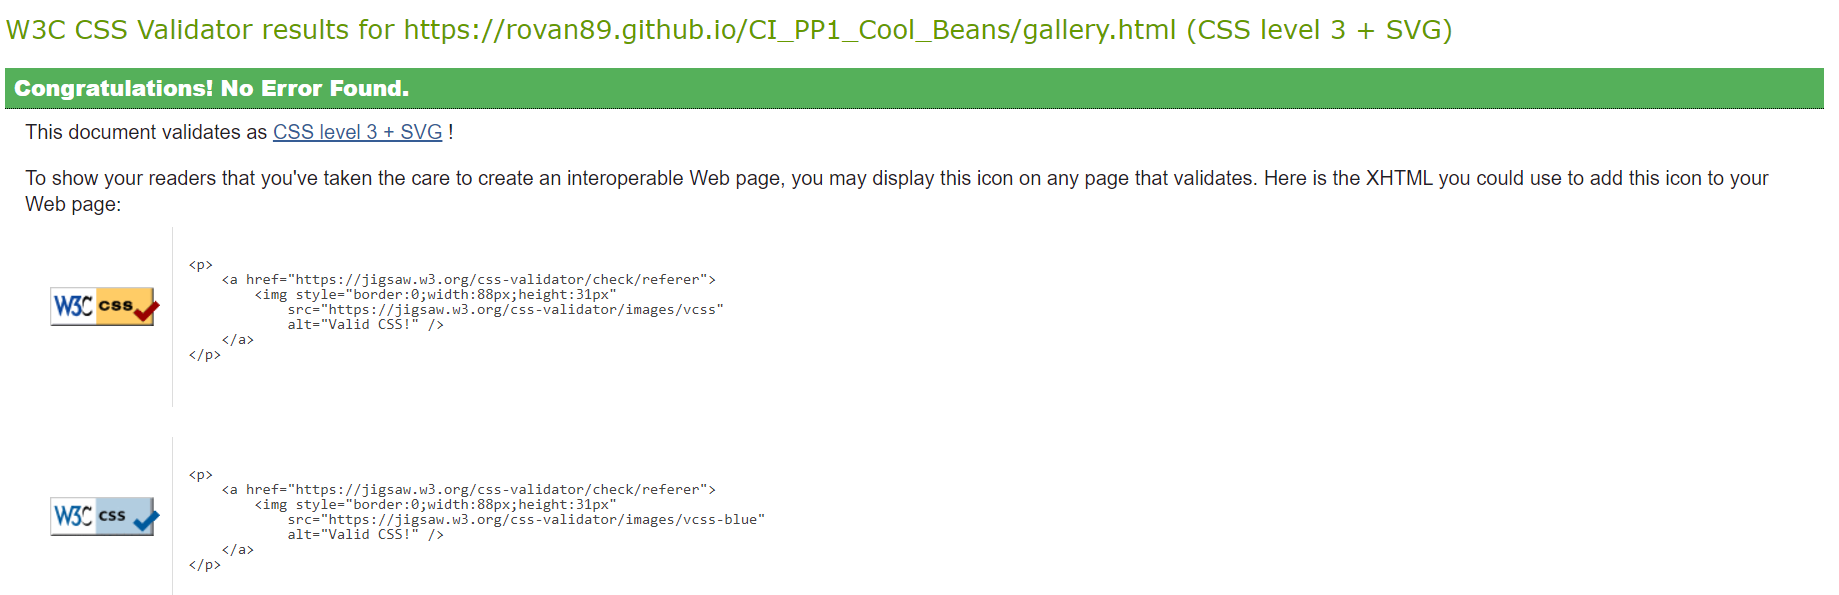 W3C CSS Validator results for https://rovan89.github.io/CI_PP1_Cool_Beans/gallery.html (CSS level 3 + SVG)
Congratulations! No Error Found.
This document validates as CSS level 3 + SVG !
To show your readers that you've taken the care to create an interoperable Web page, you may display this icon on any page that validates. Here is the XHTML you could use to add this icon to your
Web page:
<p>
<a href="https://jigsaw.w3.org/css-validator/check/referer">
<img style="border:0;width:88px;height:31px"
W3C css
src="https://jigsaw.w3.org/css-validator/images/vcss"
alt="Valid CSS!" />
</a>
</p>
<p>
<a href="https://jigsaw.w3.org/css-validator/check/referer">
<img style="border:0;width:88px;height:31px"
W3C css
src="https://jigsaw.w3.org/css-validator/images/vcss-blue"
alt="Valid CSS!" />
</a>
</p>